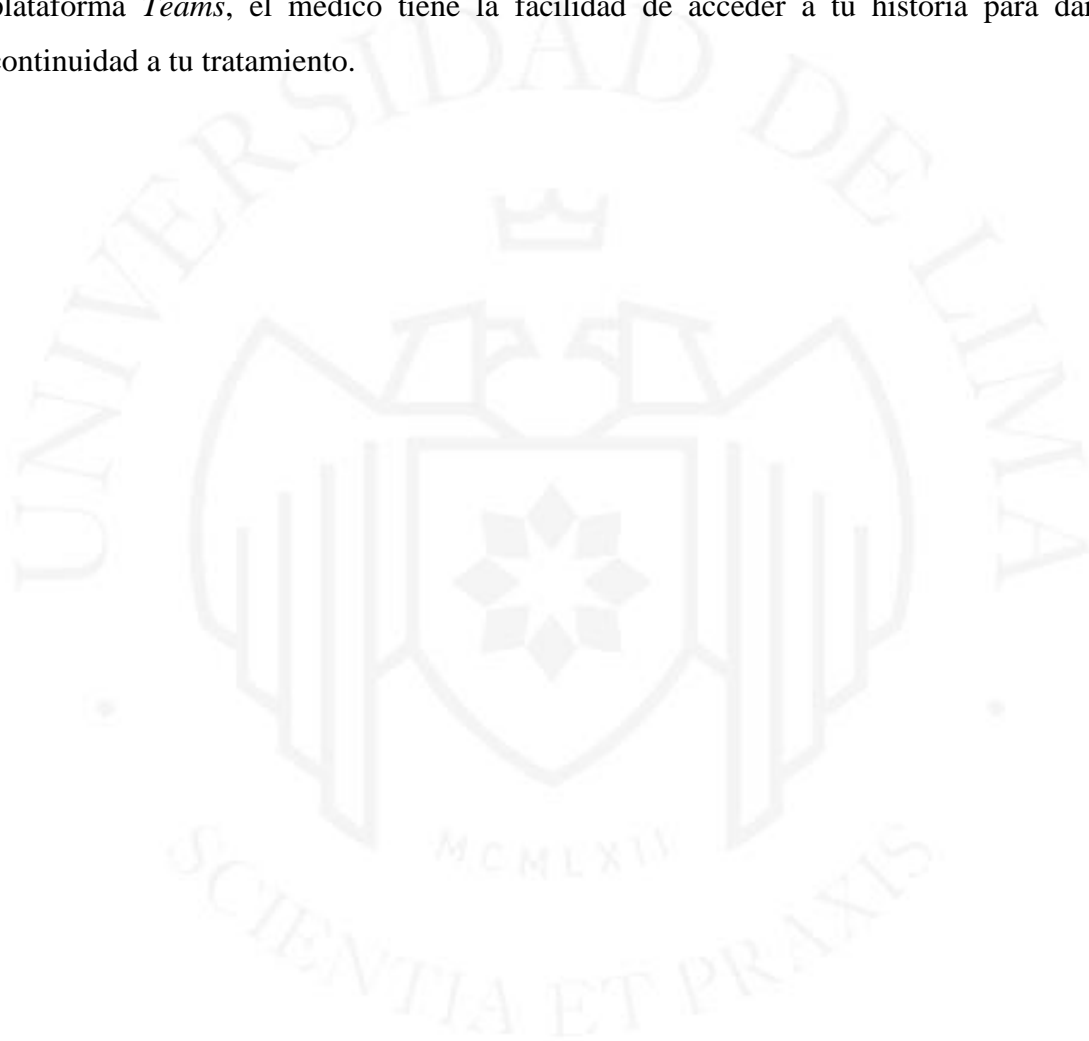 plataforma Teams, el médico tiene la facilidad de acceder a tu historia para dar
continuidad a tu tratamiento.
UNIVERSIDAD DE LIMA
MCMLXII
SCIENTIA ET PRAXIS